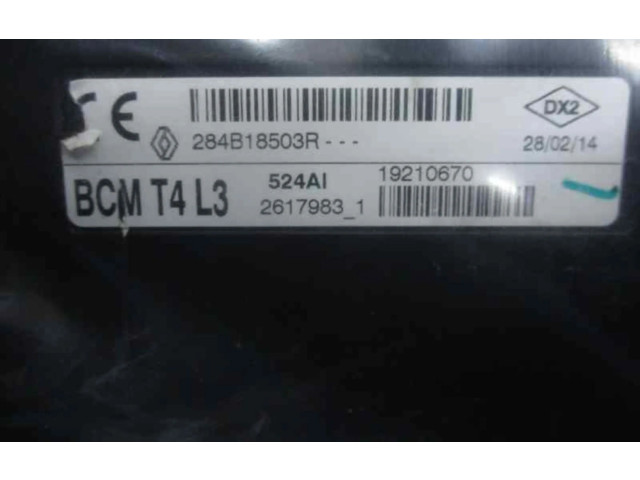 CE
284B18503R---
DX2
28/02/14
BCM T4 L3
524AI
2617983_1
19210670